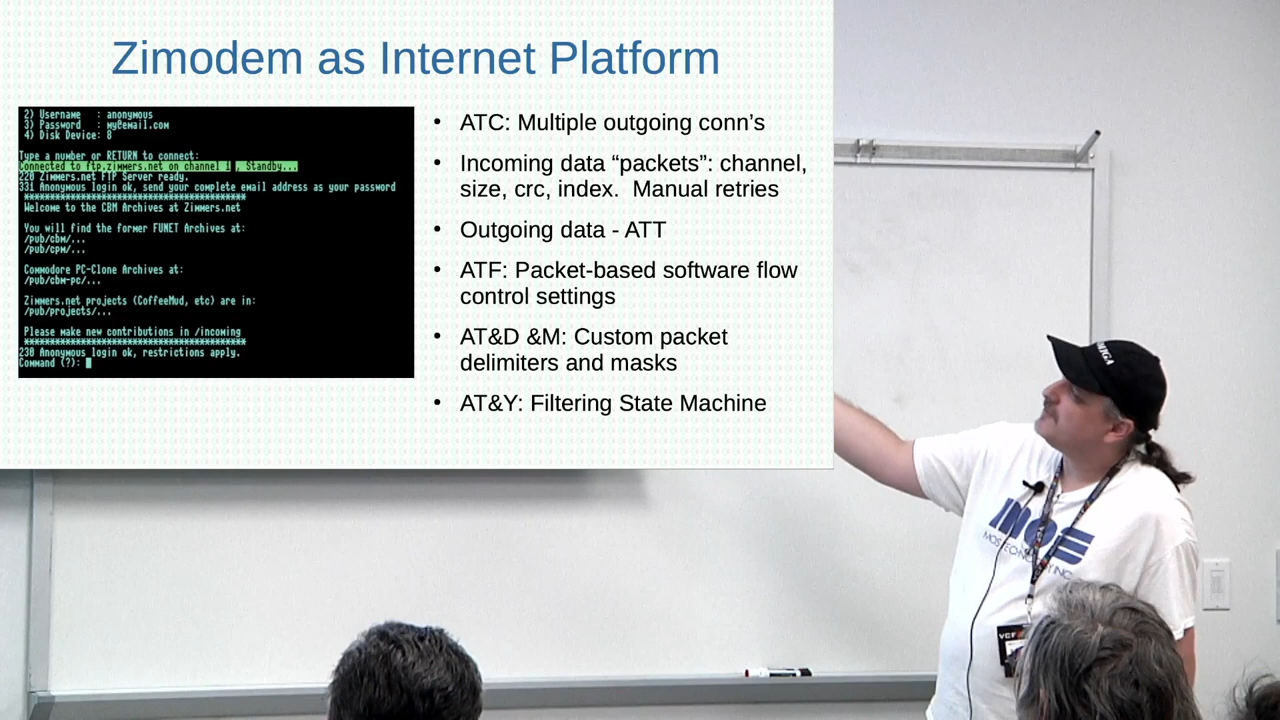 Zimodem as Internet Platform
2) Username : anonymous
3) Password : my@email.com
4) Disk Device: 8
Type a number or RETURN to connect:
Connected to ftp.zimmers.net on channel 1 , Standby...
220 Zimmers.net FTP Server ready.
331 Anonymous login ok, send your complete email address as your password
******************************************
Welcome to the CBM Archives at Zimmers.net
You will find the former FUNET Archives at:
/pub/cbm/...
/pub/cpm/...
Commodore PC-Clone Archives at:
/pub/cbm-pc/...
Zimmers.net projects (CoffeeMud, etc) are in:
/pub/projects/...
Please make new contributions in /incoming
******************************************
230 Anonymous login ok, restrictions apply.
Command (?):
• ATC: Multiple outgoing conn’s
• Incoming data “packets”: channel,
size, crc, index. Manual retries
• Outgoing data - ATT
• ATF: Packet-based software flow
control settings
• AT&D &M: Custom packet
delimiters and masks
• AT&Y: Filtering State Machine
MOS
VCF